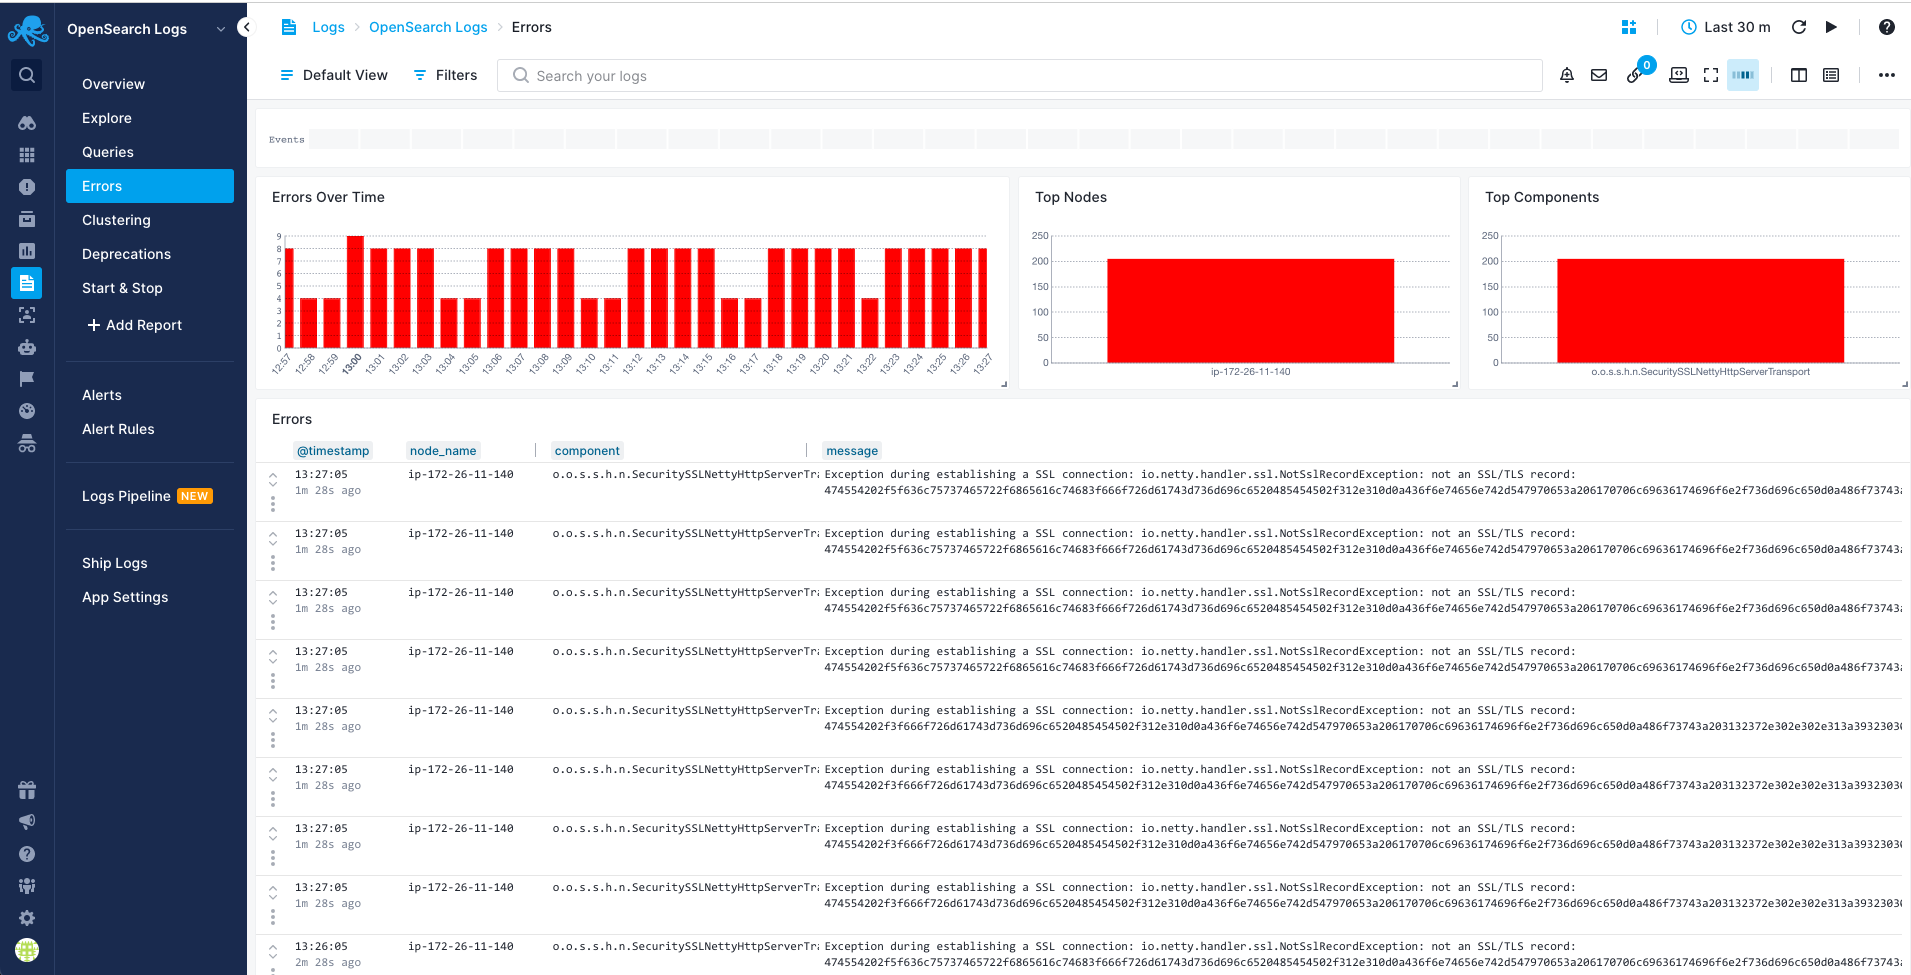 OpenSearch Logs
Logs
OpenSearch Logs
Errors
Last 30 m
Default View
Filters
Search your logs
0
Overview
Explore
Queries
Errors
Clustering
Deprecations
Start & Stop
Add Report
Alerts
Alert Rules
Logs Pipeline NEW
Ship Logs
App Settings
Events
Errors Over Time
9
8
7
6
5
4
3
2
1
0
12:57 12:58 12:59 13:00 13:01 13:02 13:03 13:04 13:05 13:06 13:07 13:08 13:09 13:10 13:11 13:12 13:13 13:14 13:15 13:16 13:17 13:18 13:19 13:20 13:21 13:22 13:23 13:24 13:25 13:26 13:27
Top Nodes
250
200
150
100
50
0
ip-172-26-11-140
Top Components
250
200
150
100
50
0
o.o.s.s.h.n.SecuritySSLNettyHttpServerTransport
Errors
@timestamp node_name component message
13:27:05 ip-172-26-11-140 o.o.s.s.h.n.SecuritySSLNettyHttpServerTr Exception during establishing a SSL connection: io.netty.handler.ssl.NotSslRecordException: not an SSL/TLS record:
1m 28s ago
13:27:05 ip-172-26-11-140 o.o.s.s.h.n.SecuritySSLNettyHttpServerTr Exception during establishing a SSL connection: io.netty.handler.ssl.NotSslRecordException: not an SSL/TLS record:
1m 28s ago
13:27:05 ip-172-26-11-140 o.o.s.s.h.n.SecuritySSLNettyHttpServerTr Exception during establishing a SSL connection: io.netty.handler.ssl.NotSslRecordException: not an SSL/TLS record:
1m 28s ago
13:27:05 ip-172-26-11-140 o.o.s.s.h.n.SecuritySSLNettyHttpServerTr Exception during establishing a SSL connection: io.netty.handler.ssl.NotSslRecordException: not an SSL/TLS record:
1m 28s ago
13:27:05 ip-172-26-11-140 o.o.s.s.h.n.SecuritySSLNettyHttpServerTr Exception during establishing a SSL connection: io.netty.handler.ssl.NotSslRecordException: not an SSL/TLS record:
1m 28s ago
13:27:05 ip-172-26-11-140 o.o.s.s.h.n.SecuritySSLNettyHttpServerTr Exception during establishing a SSL connection: io.netty.handler.ssl.NotSslRecordException: not an SSL/TLS record:
1m 28s ago
13:27:05 ip-172-26-11-140 o.o.s.s.h.n.SecuritySSLNettyHttpServerTr Exception during establishing a SSL connection: io.netty.handler.ssl.NotSslRecordException: not an SSL/TLS record:
1m 28s ago
13:27:05 ip-172-26-11-140 o.o.s.s.h.n.SecuritySSLNettyHttpServerTr Exception during establishing a SSL connection: io.netty.handler.ssl.NotSslRecordException: not an SSL/TLS record:
1m 28s ago
13:26:05 ip-172-26-11-140 o.o.s.s.h.n.SecuritySSLNettyHttpServerTr Exception during establishing a SSL connection: io.netty.handler.ssl.NotSslRecordException: not an SSL/TLS record:
2m 28s ago